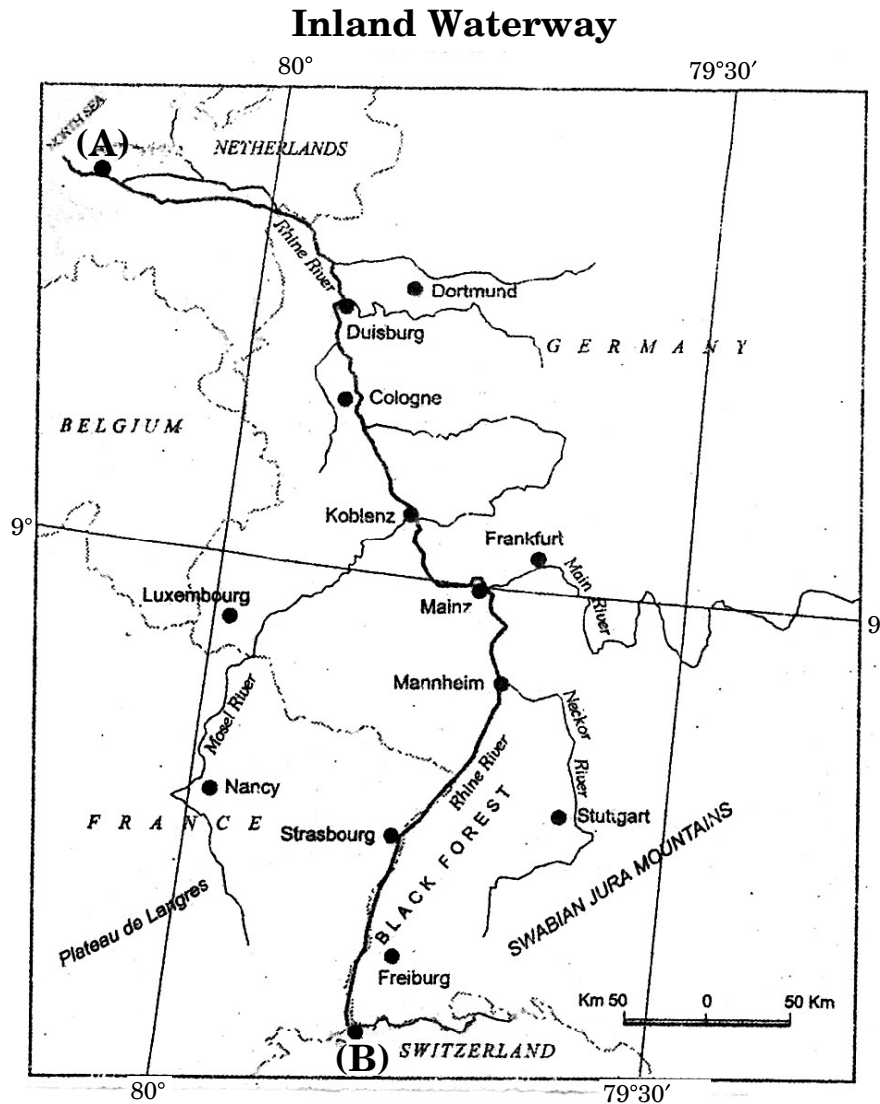 Inland Waterway
80°
79°30′
NORTH SEA
(A)
NETHERLANDS
Rhine River
Dortmund
Duisburg
GERMANY
Cologne
BELGIUM
Koblenz
9°
Frankfurt
Main River
Luxembourg
Mainz
9
Mannheim
Mosel River
Neckor River
Rhine River
Nancy
FRANCE
Strasbourg
Stuttgart
BLACK FOREST
SWABIAN JURA MOUNTAINS
Plateau de Langres
Freiburg
Km 50 0 50 Km
(B)
SWITZERLAND
80°
79°30′